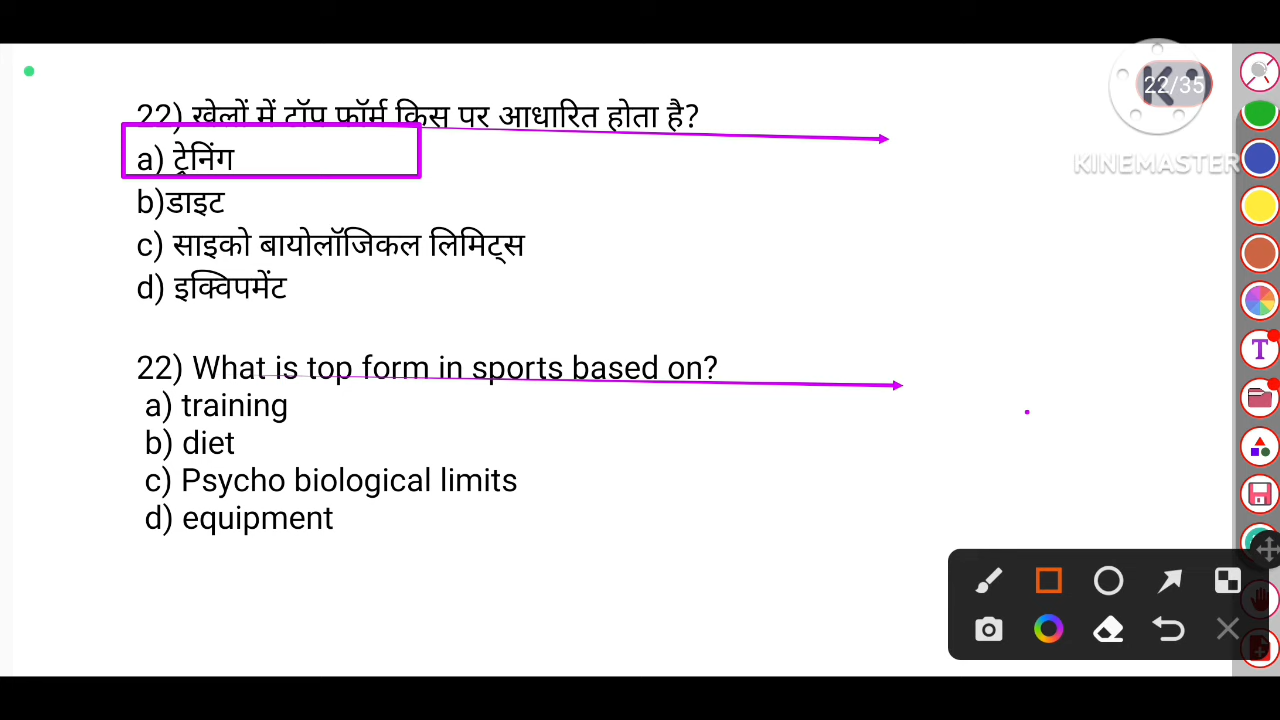 22/35
KINEMASTER
22) खेलों में टॉप फॉर्म किस पर आधारित होता है?
a) ट्रेनिंग
b)डाइट
c) साइको बायोलॉजिकल लिमिट्स
d) इक्विपमेंट
22) What is top form in sports based on?
a) training
b) diet
c) Psycho biological limits
d) equipment
T